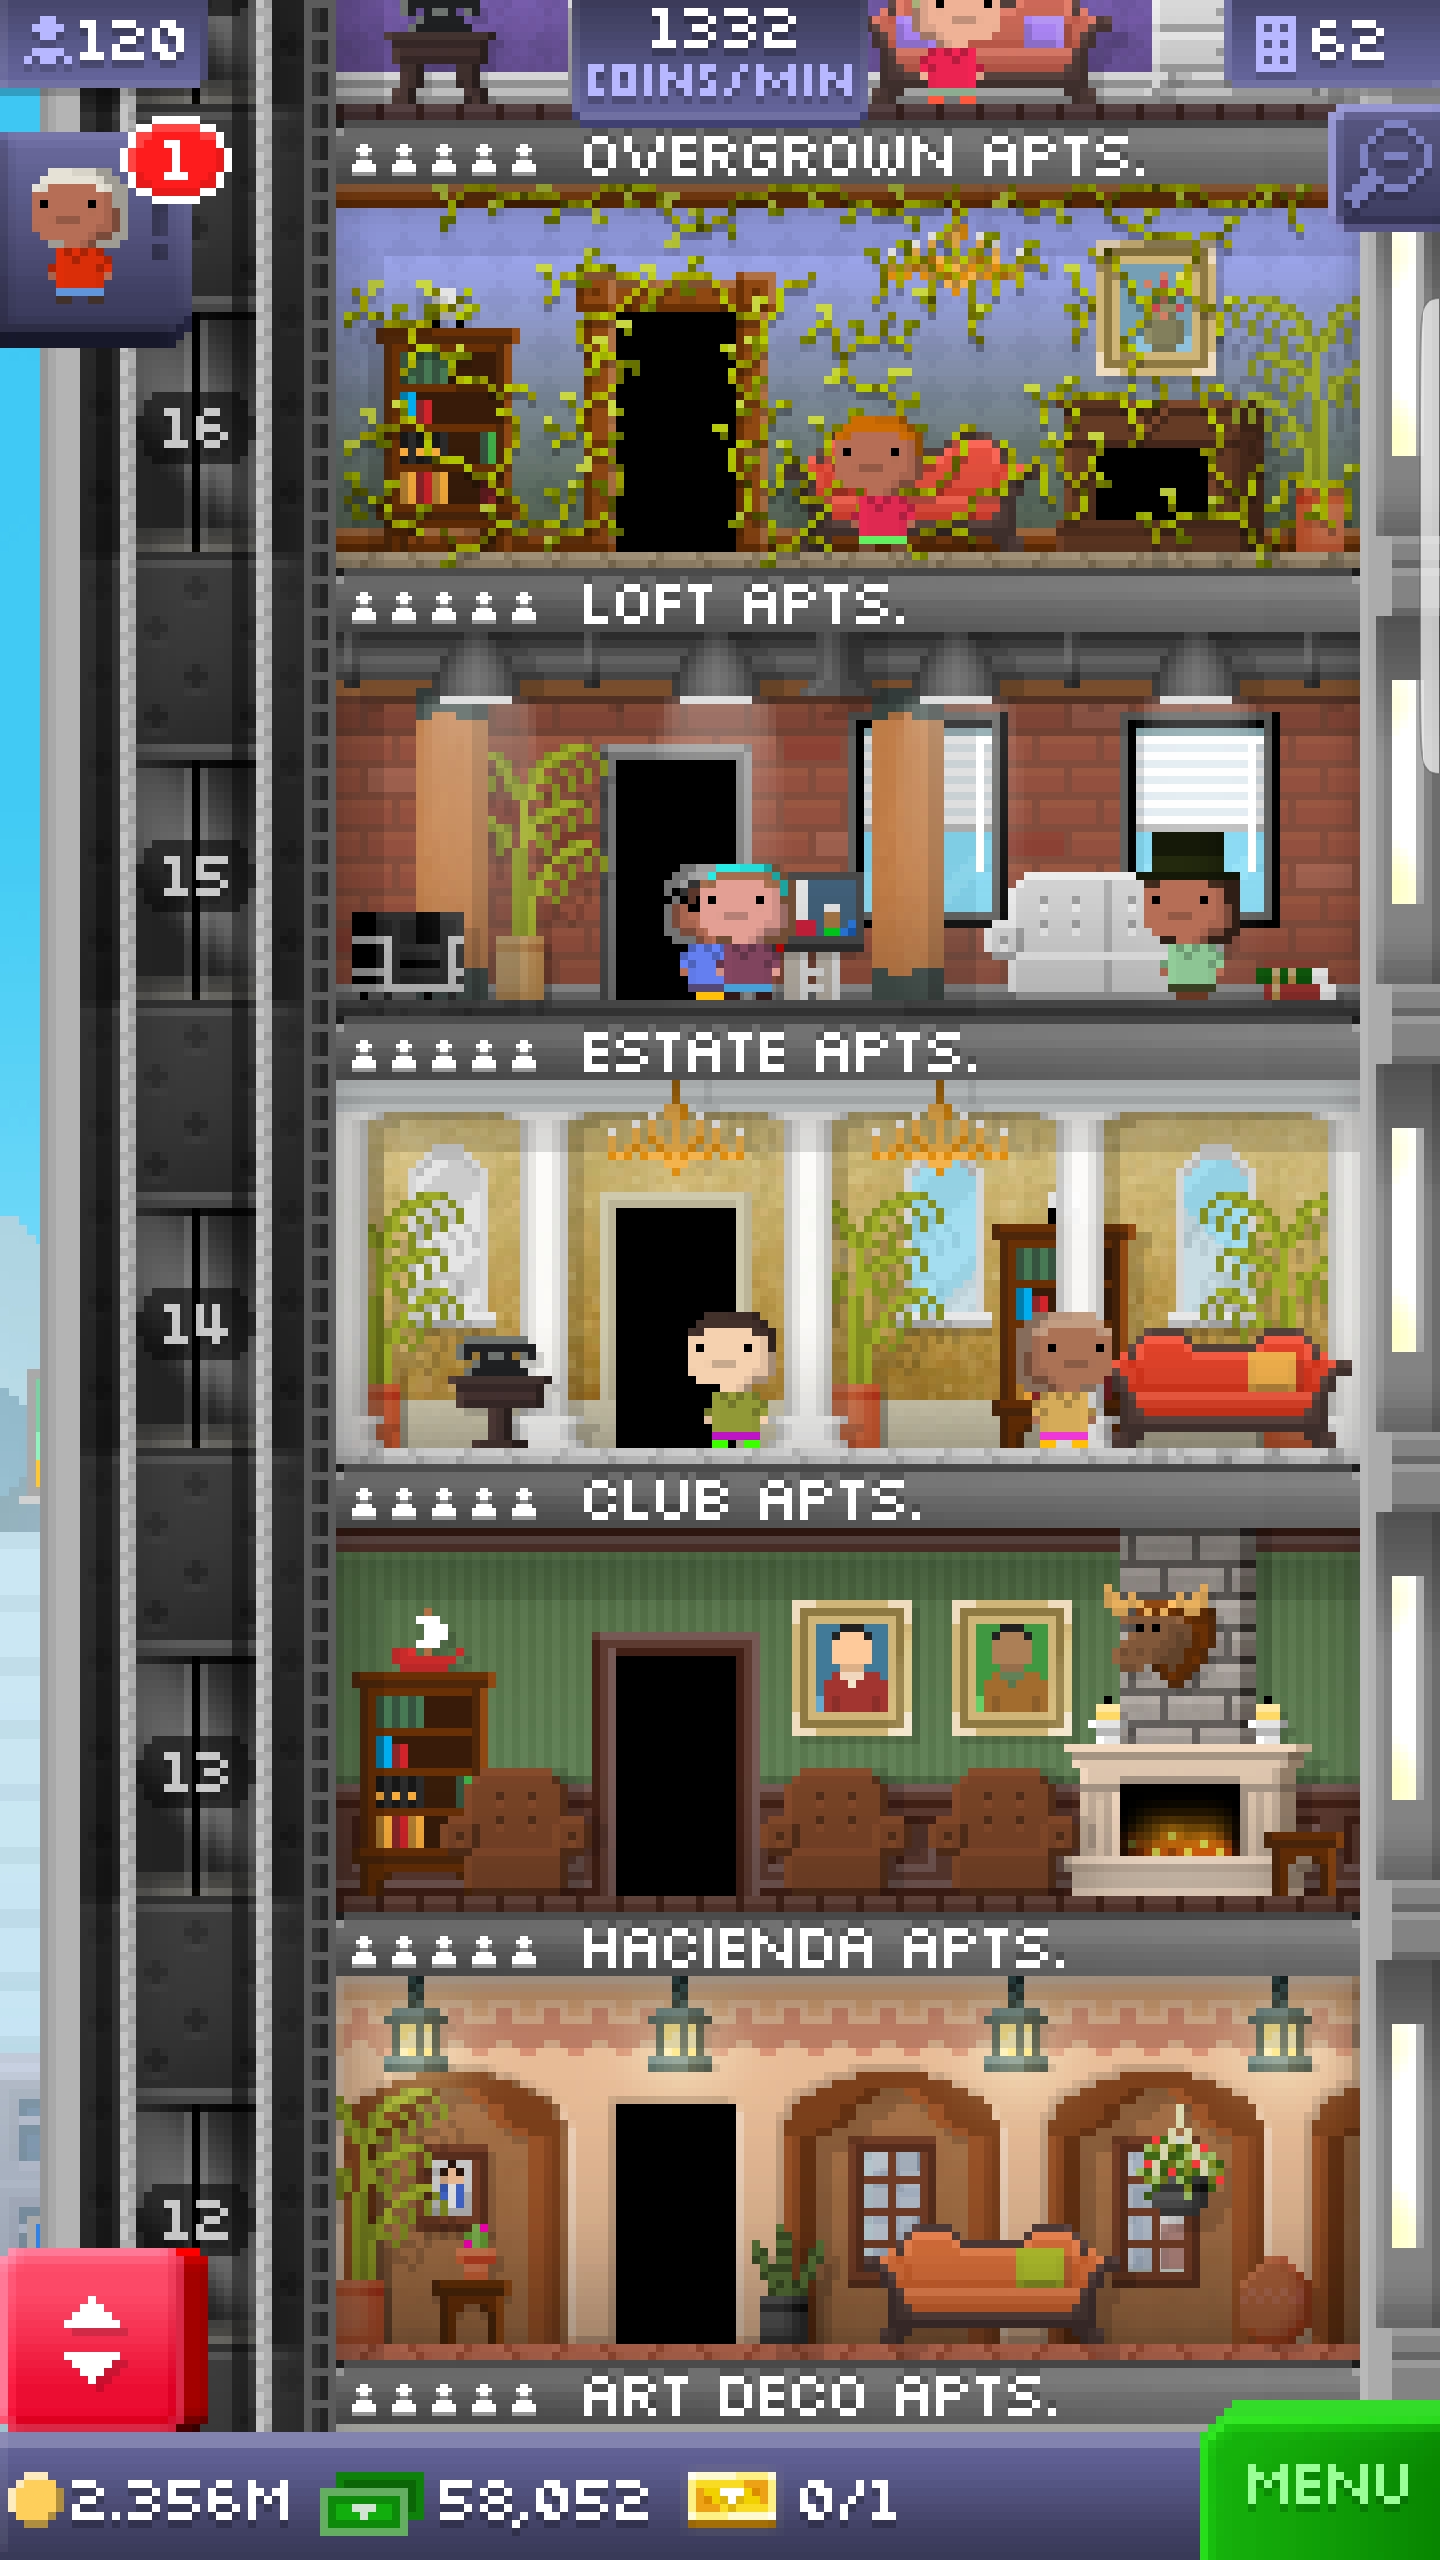 120
1332
COINS/MIN
62
1
OVERGROWN APTS.
16
LOFT APTS.
15
ESTATE APTS.
14
CLUB APTS.
13
HACIENDA APTS.
12
ART DECO APTS.
2.356M
58,052
0/1
MENU